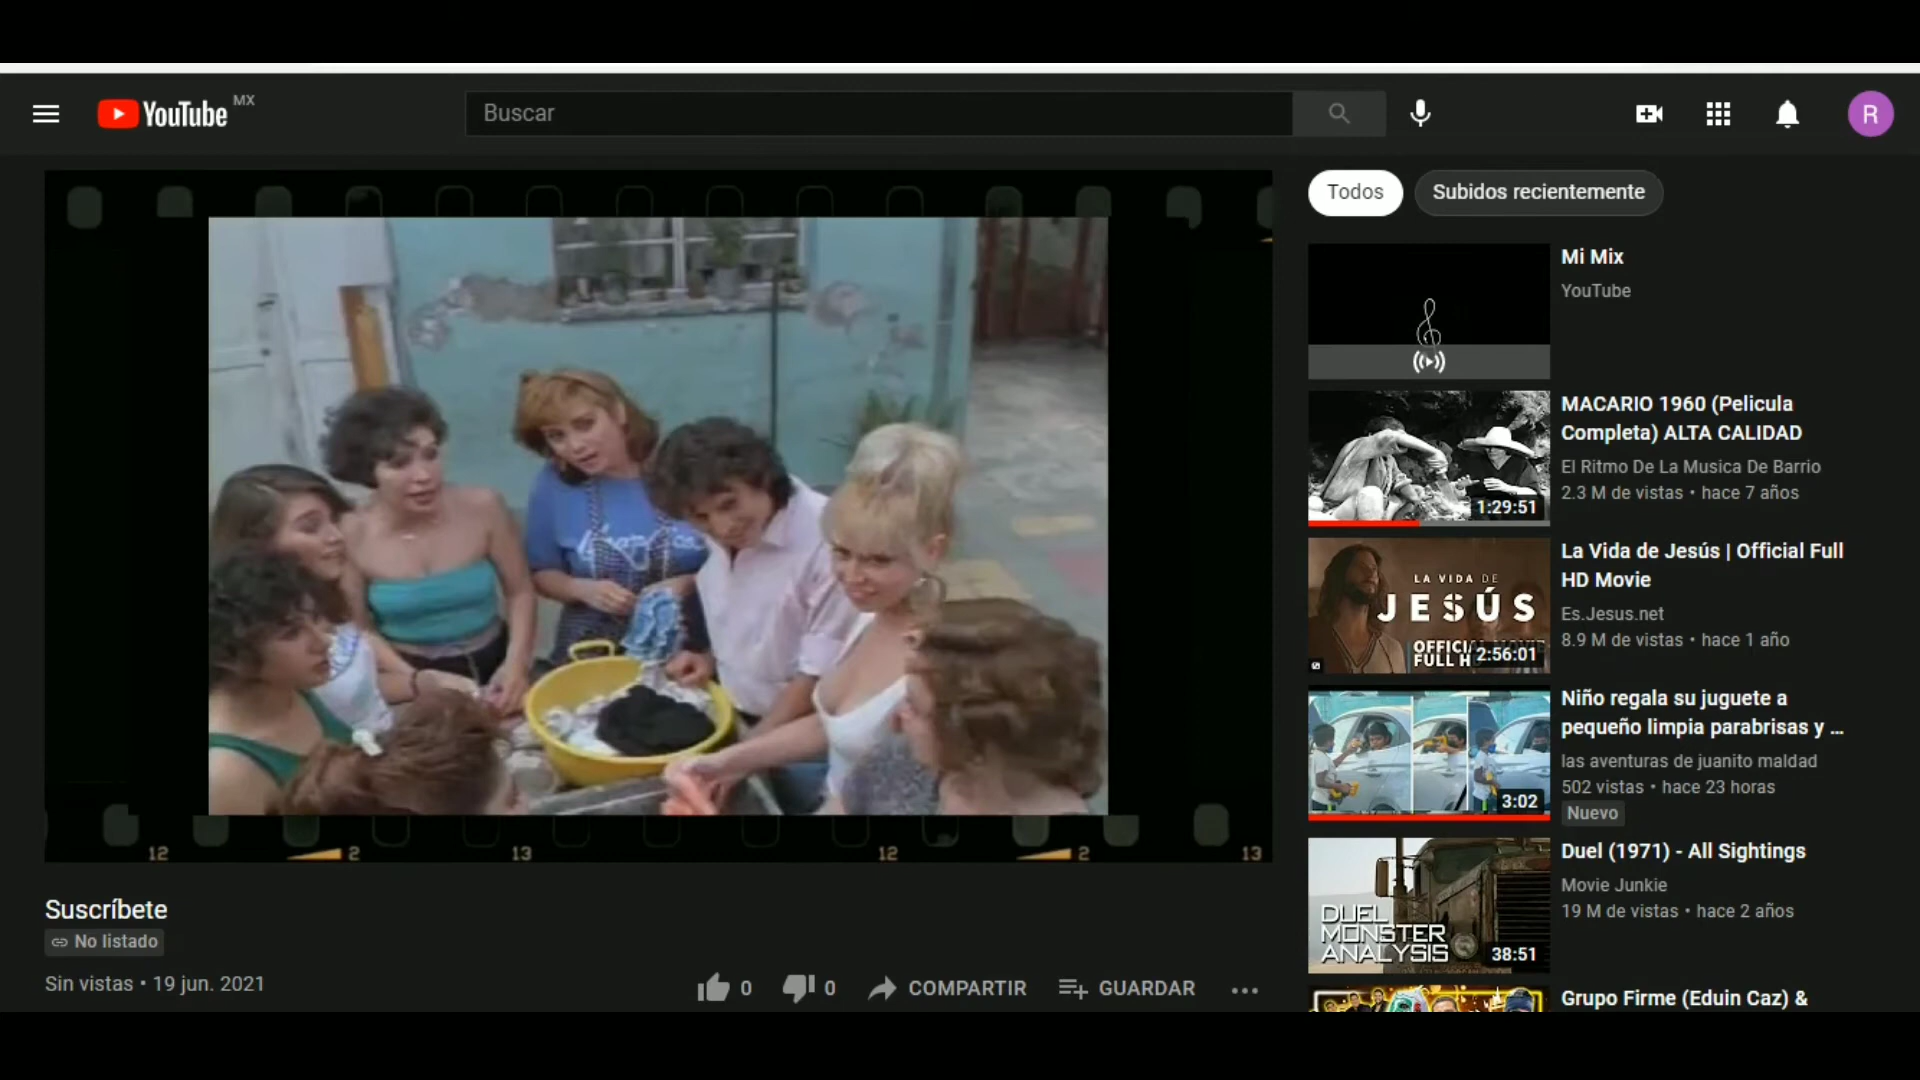 YouTube MX
Buscar
R
Todos
Subidos recientemente
Mi Mix
YouTube
MACARIO 1960 (Pelicula
Completa) ALTA CALIDAD
El Ritmo De La Musica De Barrio
2.3 M de vistas • hace 7 años
1:29:51
La Vida de Jesús | Official Full
HD Movie
Es.Jesus.net
8.9 M de vistas • hace 1 año
LA VIDA DE
JESÚS
2:56:01
Niño regala su juguete a
pequeño limpia parabrisas y ...
las aventuras de juanito maldad
502 vistas • hace 23 horas
Nuevo
3:02
Duel (1971) - All Sightings
Movie Junkie
19 M de vistas • hace 2 años
DUEL
MONSTER
ANALYSIS
38:51
Grupo Firme (Eduin Caz) &
12 2 13 12 2 13
Suscríbete
No listado
Sin vistas • 19 jun. 2021
0
0
COMPARTIR
GUARDAR